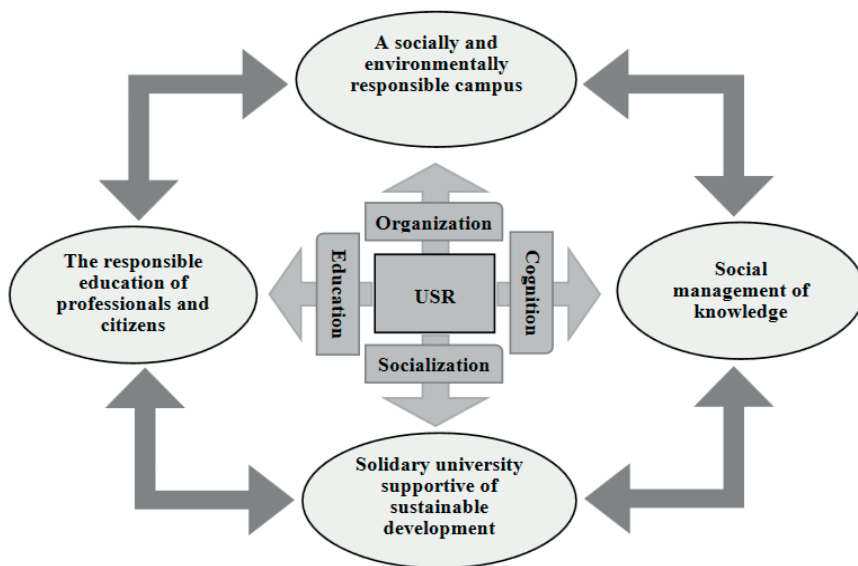 A socially and
environmentally
responsible campus
Organization
Education
Cognition
The responsible
education of
professionals and
citizens
USR
Social
management of
knowledge
Socialization
Solidary university
supportive of
sustainable
development